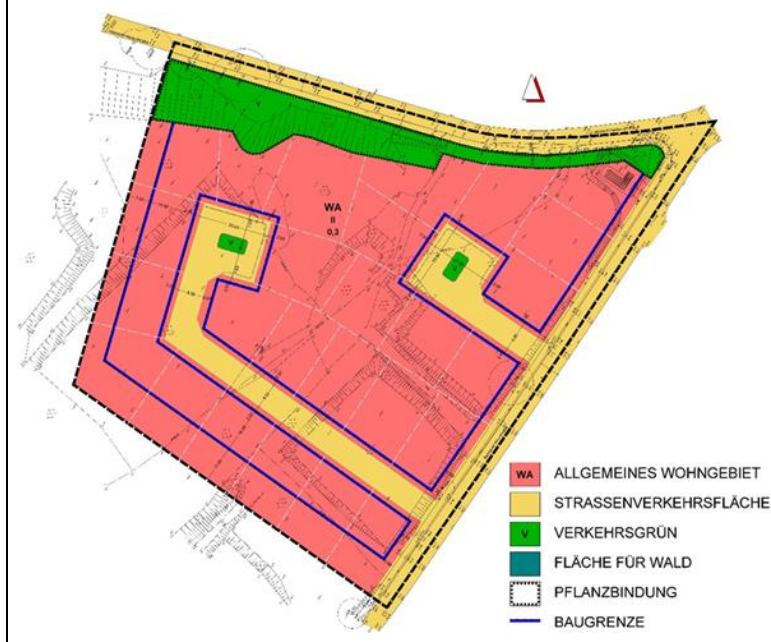 V
WA
II
0,3
V
V
WA ALLGEMEINES WOHNGEBIET
STRASSENVERKEHRSFLÄCHE
V VERKEHRSGRÜN
FLÄCHE FÜR WALD
PFLANZBINDUNG
BAUGRENZE